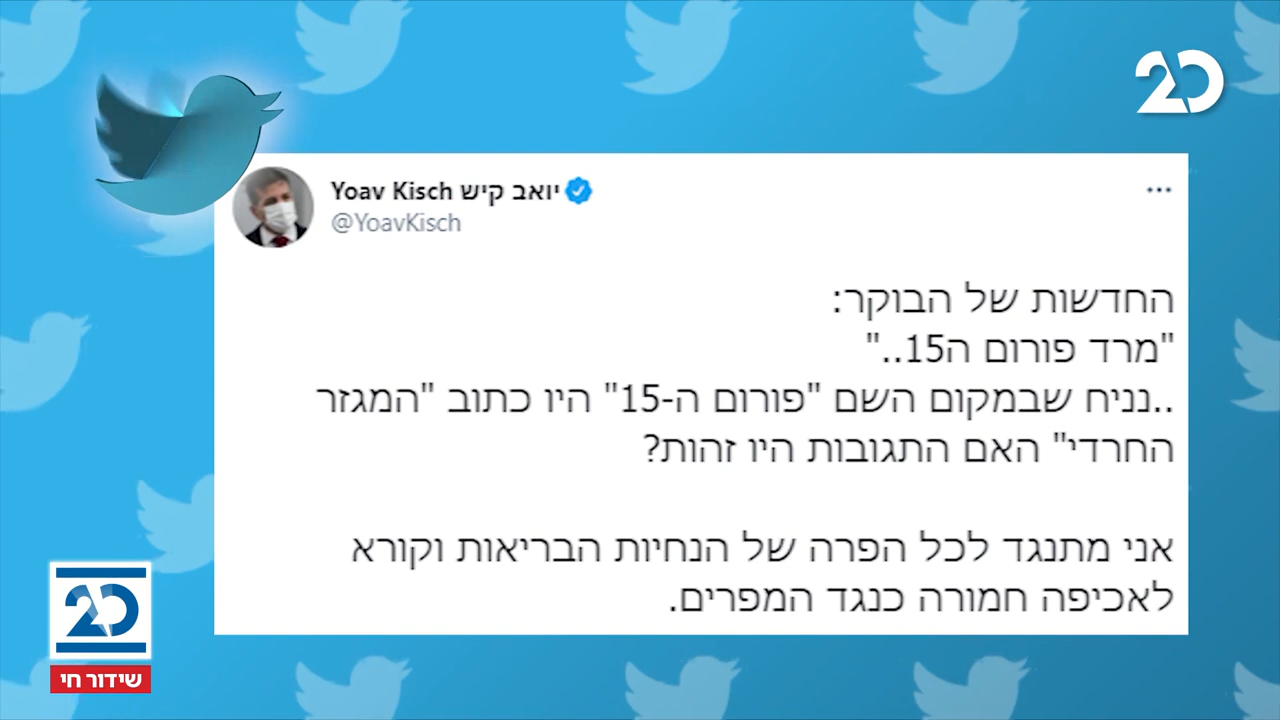 20
Yoav Kisch יואב קיש
@YoavKisch
החדשות של הבוקר:
"מרד פורום ה15.."
..נניח שבמקום השם "פורום ה-15" היו כתוב "המגזר
החרדי" האם התגובות היו זהות?
אני מתנגד לכל הפרה של הנחיות הבריאות וקורא
לאכיפה חמורה כנגד המפרים.
20
שידור חי